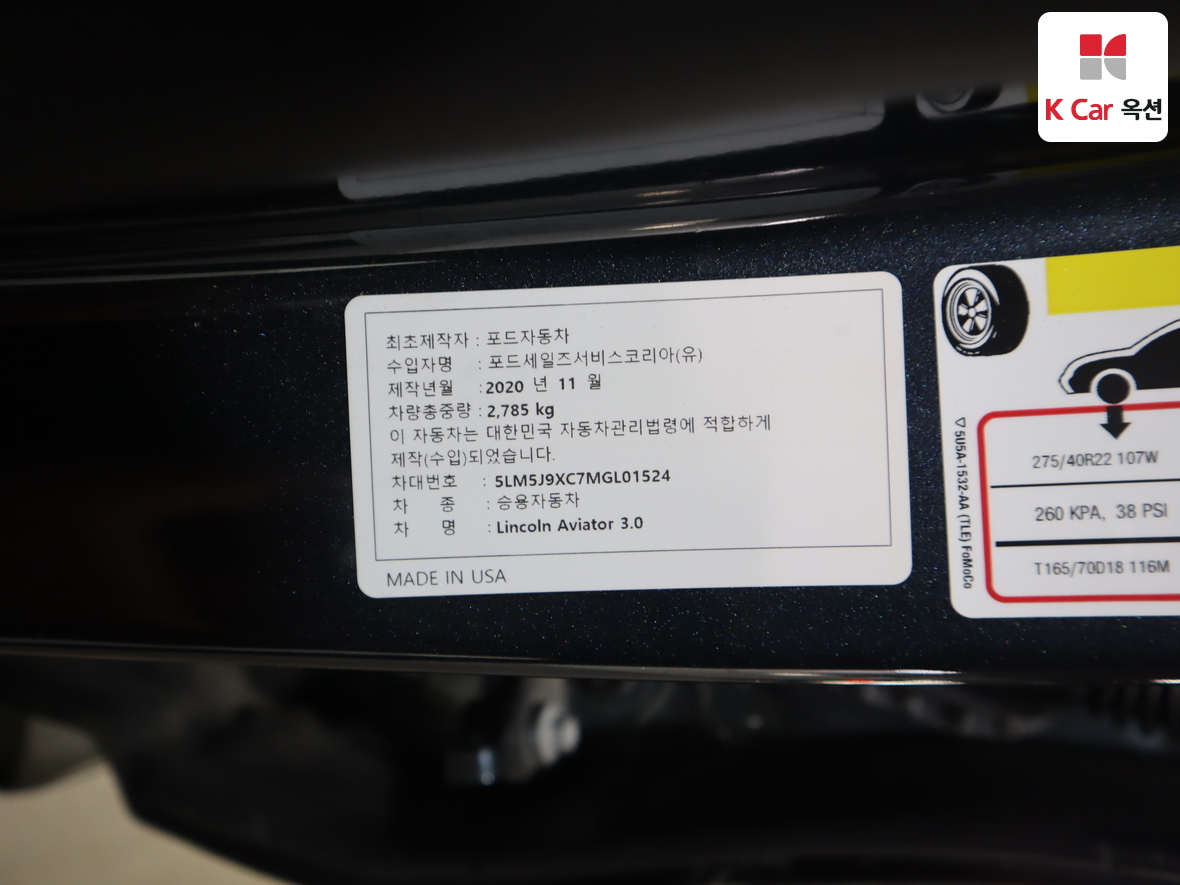 K Car 옥션
최초제작자 : 포드자동차
수입자명 : 포드세일즈서비스코리아(유)
제작년월 : 2020 년 11 월
차량총중량 : 2,785 kg
이 자동차는 대한민국 자동차관리법령에 적합하게
제작(수입)되었습니다.
차대번호 : 5LM5J9XC7MGL01524
차 종 : 승용자동차
차 명 : Lincoln Aviator 3.0
MADE IN USA
5U5A-1532-AA (TLE) FoMoCo
275/40R22 107W
260 KPA, 38 PSI
T165/70D18 116M